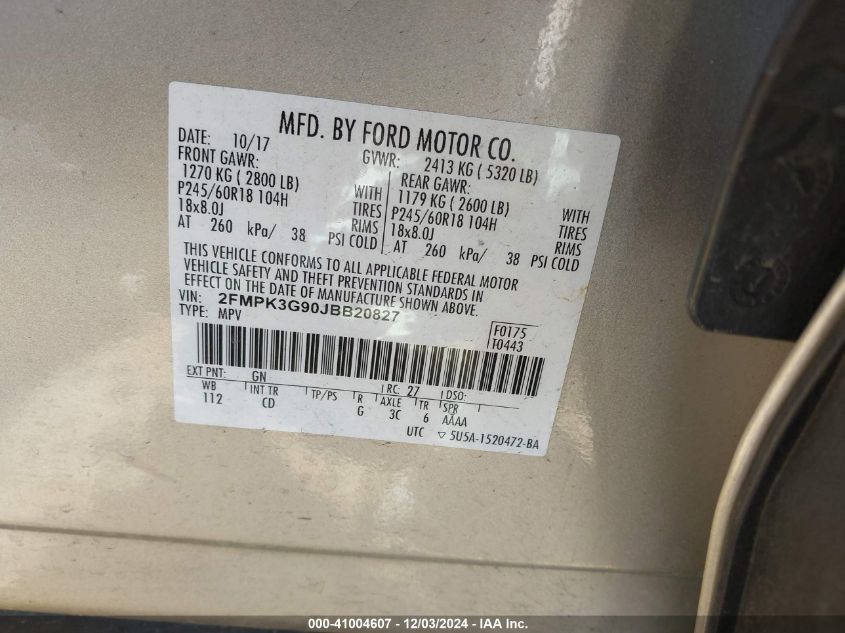 MFD. BY FORD MOTOR CO.
DATE: 10/17 GVWR: 2413 KG ( 5320 LB)
FRONT GAWR: REAR GAWR:
1270 KG ( 2800 LB) WITH 1179 KG ( 2600 LB) WITH
P245/60R18 104H TIRES P245/60R18 104H TIRES
18x8.0J RIMS 18x8.0J RIMS
AT 260 kPa/ 38 PSI COLD AT 260 kPa/ 38 PSI COLD
THIS VEHICLE CONFORMS TO ALL APPLICABLE FEDERAL MOTOR
VEHICLE SAFETY AND THEFT PREVENTION STANDARDS IN
EFFECT ON THE DATE OF MANUFACTURE SHOWN ABOVE.
VIN: 2FMPK3G90JBB20827
TYPE: MPV
F0175
T0443
EXT PNT: GN RC: 27 DSO:
WB INT TR TP/PS R AXLE TR SPR
112 CD G 3C 6 AAAA
UTC ▽ 5U5A-1520472-BA
000-41004607 - 12/03/2024 - IAA Inc.